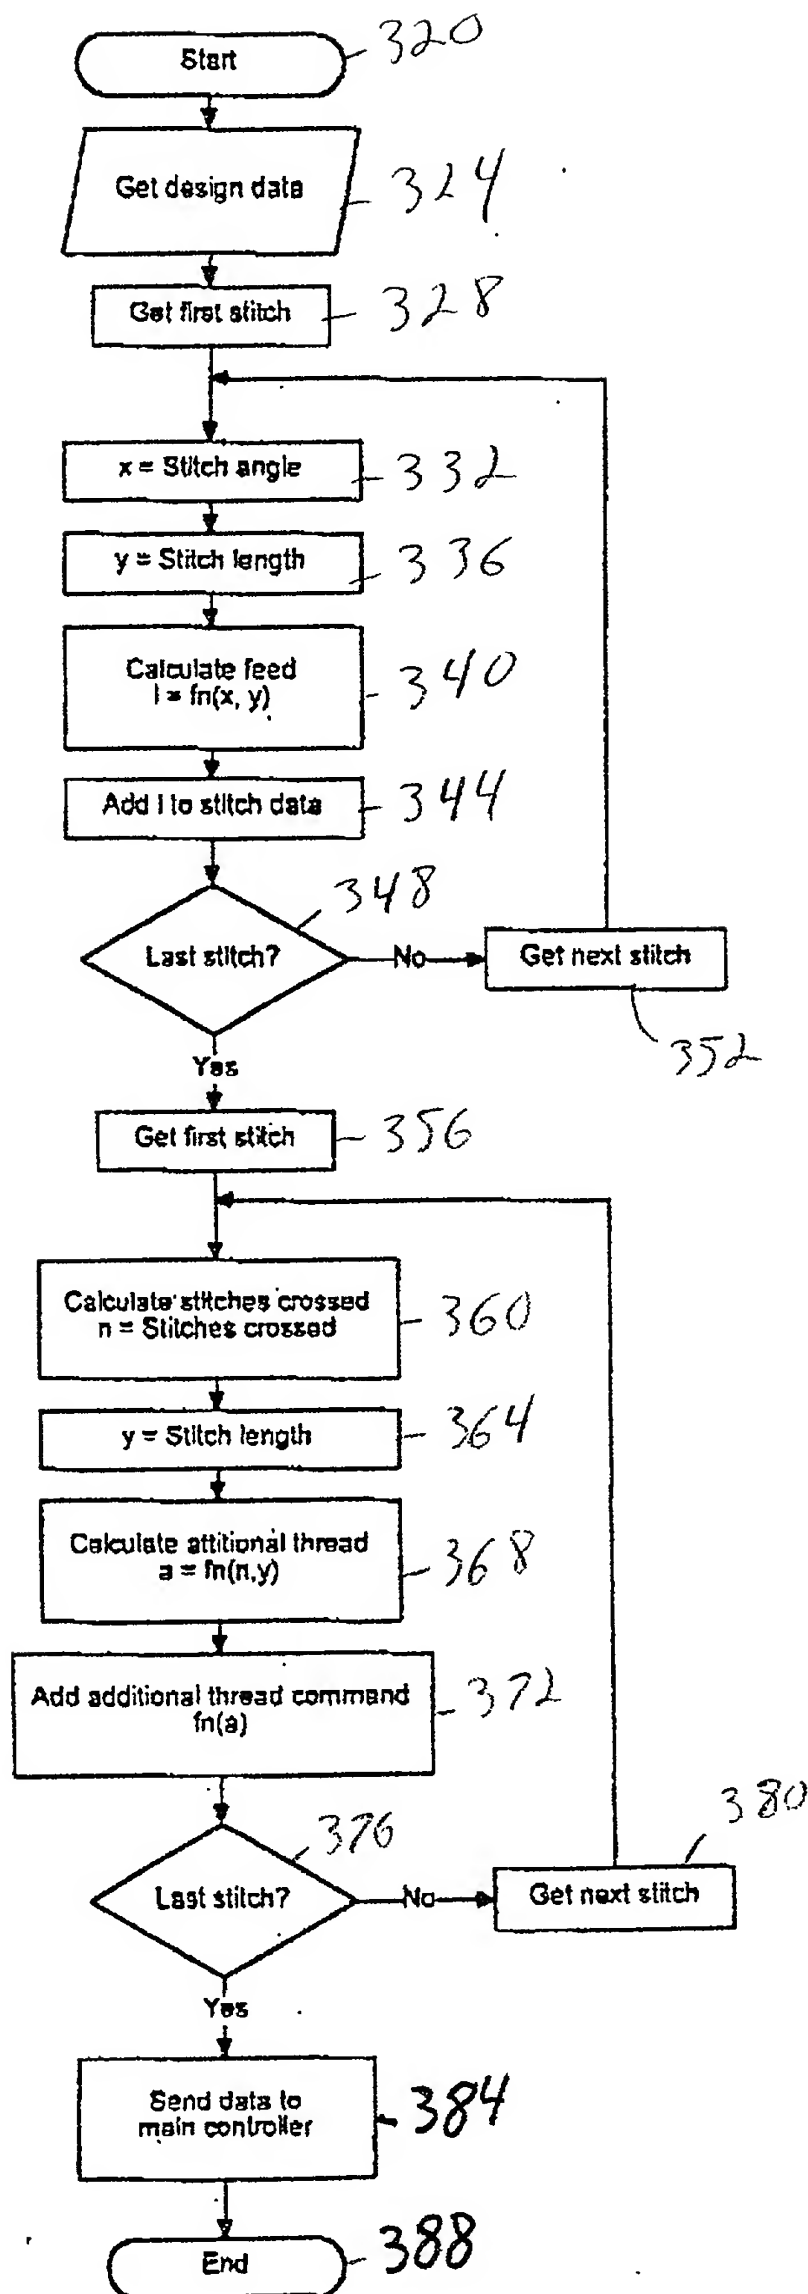 Start 320
Get design data 324
Get first stitch 328
x = Stitch angle 332
y = Stitch length 336
Calculate feed
l = fn(x, y) 340
Add l to stitch data 344
348
Last stitch? No Get next stitch
352
Yes
Get first stitch 356
Calculate stitches crossed
n = Stitches crossed 360
y = Stitch length 364
Calculate attitional thread
a = fn(n,y) 368
Add additional thread command
fn(a) 372
380
376
Last stitch? No Get next stitch
Yes
Send data to
main controller 384
End 388